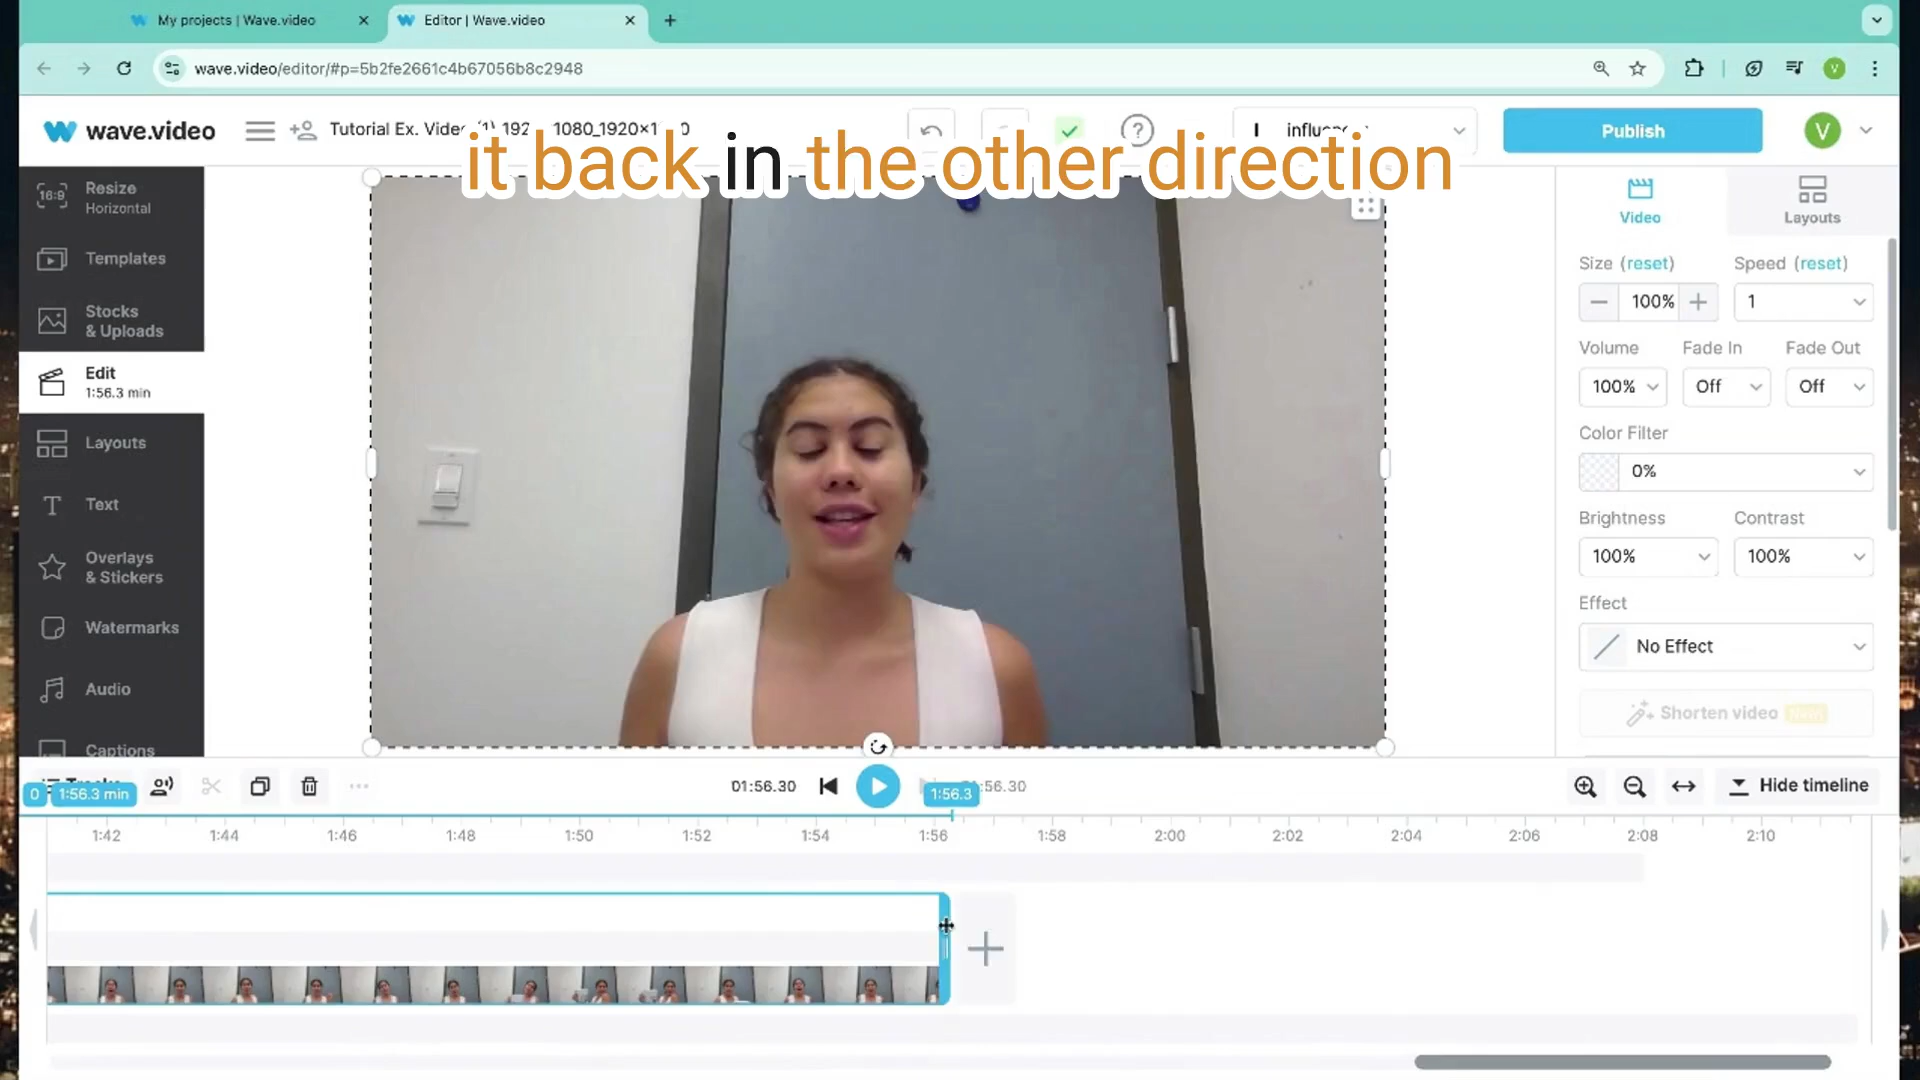 My projects | Wave.video
Editor | Wave.video
wave.video/editor/#p=5b2fe2661c4b67056b8c2948
V
wave.video
Tutorial Ex. Vide
1080_1920×1
Publish
V
it back in the other direction
16:9
Resize
Horizontal
Templates
Stocks
& Uploads
Edit
1:56.3 min
Layouts
Text
Overlays
& Stickers
Watermarks
Audio
Captions
Video
Layouts
Size (reset)
Speed (reset)
100%
1
Volume
Fade In
Fade Out
100%
Off
Off
Color Filter
0%
Brightness
Contrast
100%
100%
Effect
No Effect
Shorten video
New
0
1:56.3 min
01:56.30
1:56.3
:56.30
Hide timeline
1:42
1:44
1:46
1:48
1:50
1:52
1:54
1:56
1:58
2:00
2:02
2:04
2:06
2:08
2:10